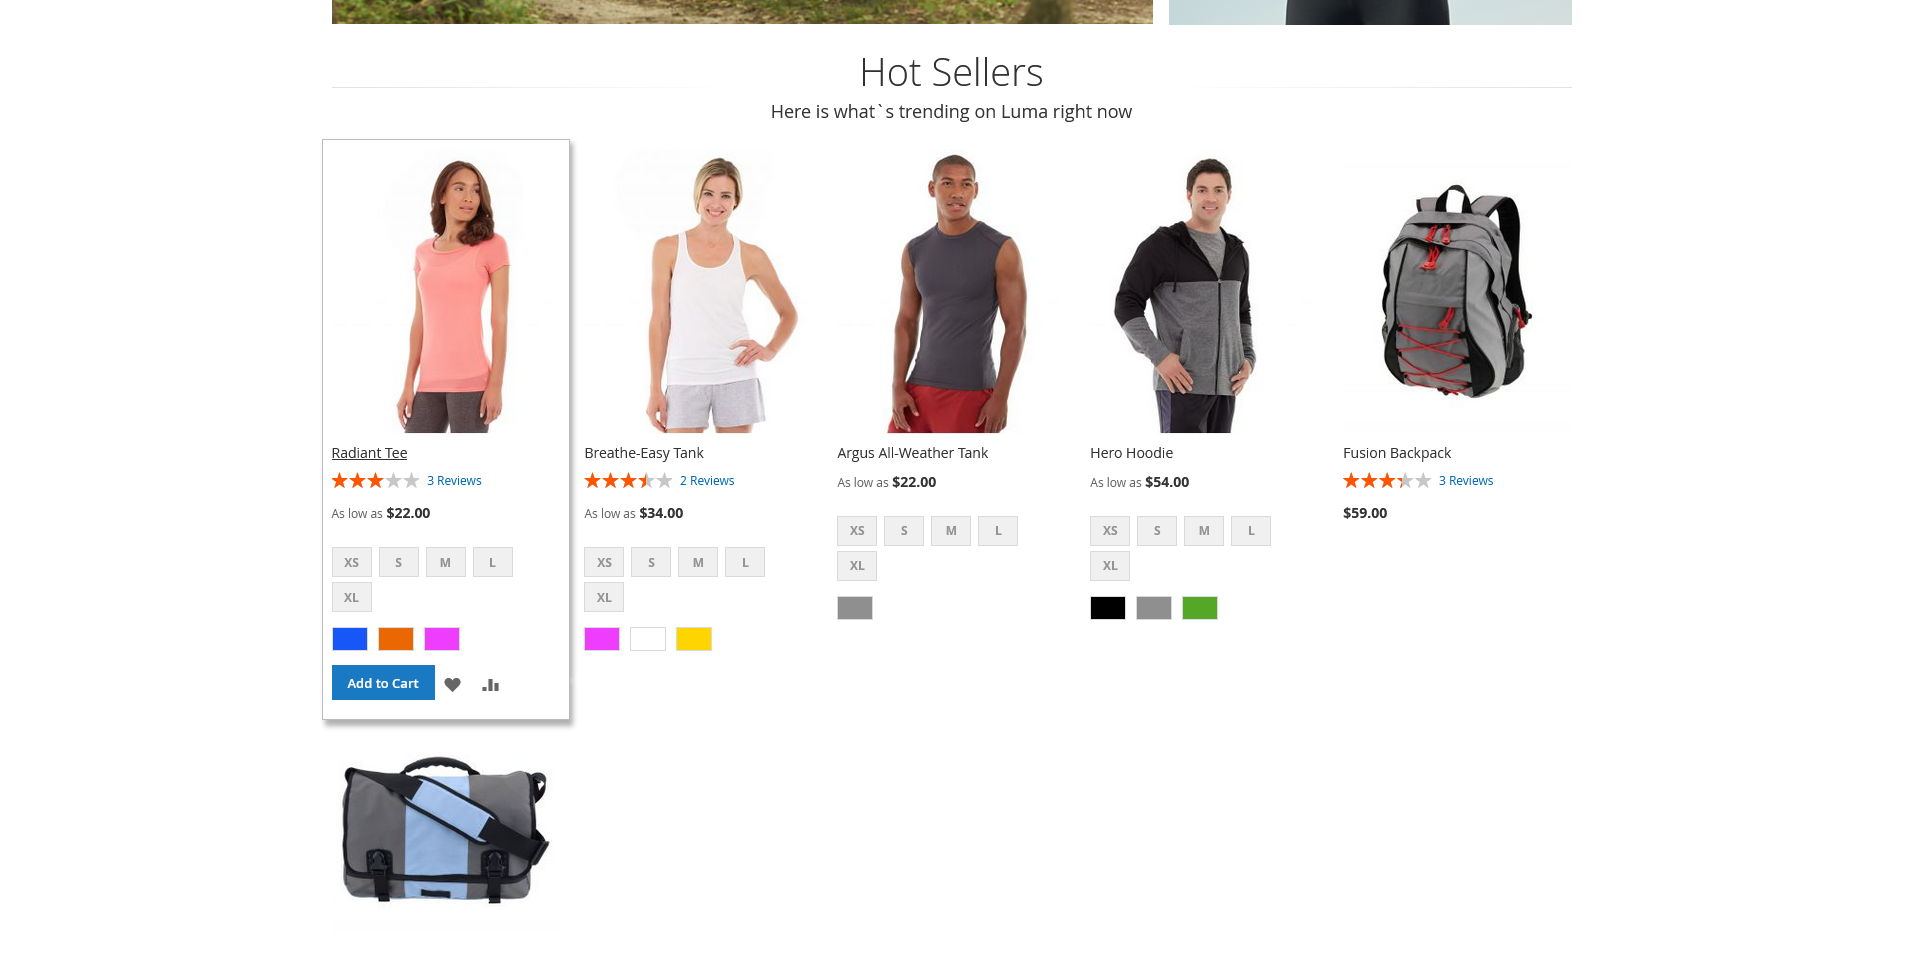 Hot Sellers
Here is what`s trending on Luma right now
Radiant Tee
3 Reviews
As low as $22.00
XS S M L
XL
Add to Cart
Breathe-Easy Tank
2 Reviews
As low as $34.00
XS S M L
XL
Argus All-Weather Tank
As low as $22.00
XS S M L
XL
Hero Hoodie
As low as $54.00
XS S M L
XL
Fusion Backpack
3 Reviews
$59.00